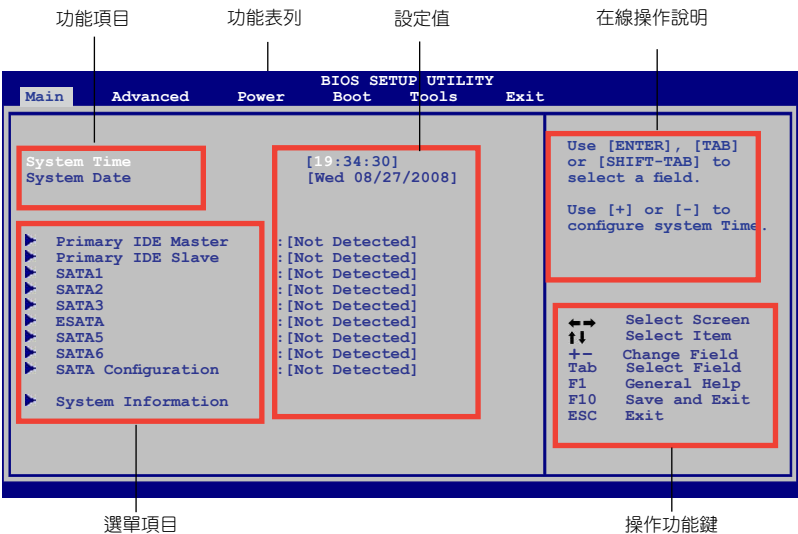 功能項目 功能表列 設定值 在線操作說明
BIOS SETUP UTILITY
Main Advanced Power Boot Tools Exit
System Time [19:34:30]
System Date [Wed 08/27/2008]
Primary IDE Master :[Not Detected]
Primary IDE Slave :[Not Detected]
SATA1 :[Not Detected]
SATA2 :[Not Detected]
SATA3 :[Not Detected]
ESATA :[Not Detected]
SATA5 :[Not Detected]
SATA6 :[Not Detected]
SATA Configuration :[Not Detected]
System Information
Use [ENTER], [TAB]
or [SHIFT-TAB] to
select a field.
Use [+] or [-] to
configure system Time.
←→ Select Screen
↑↓ Select Item
+- Change Field
Tab Select Field
F1 General Help
F10 Save and Exit
ESC Exit
選單項目 操作功能鍵